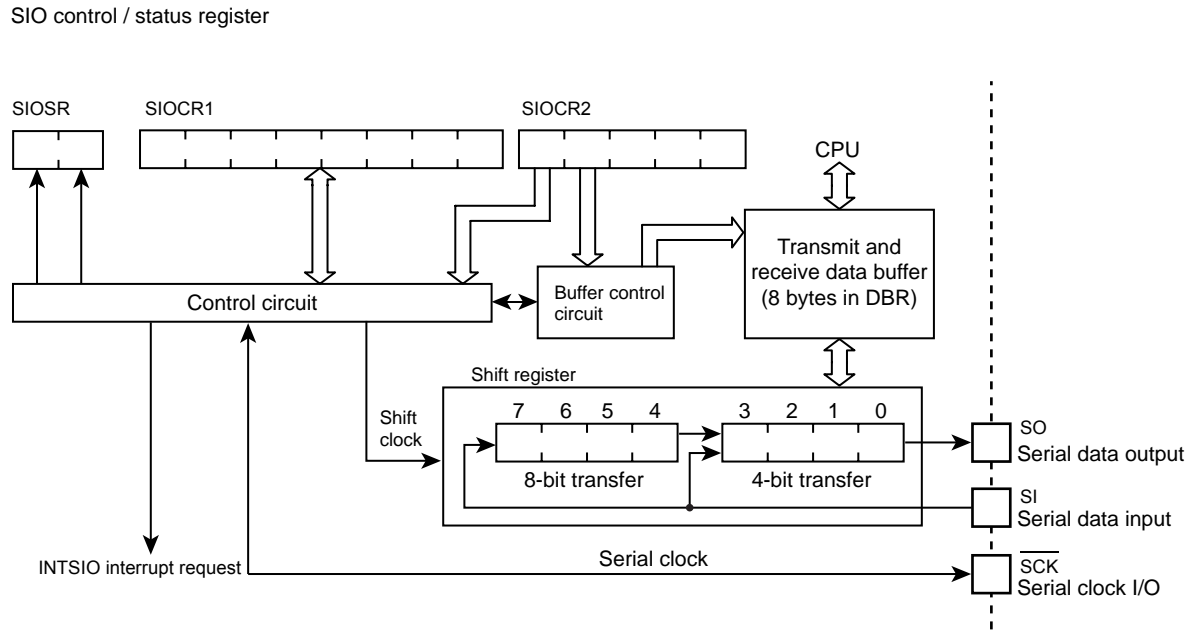 SIO control / status register
SIOSR
SIOCR1
SIOCR2
CPU
Transmit and
receive data buffer
(8 bytes in DBR)
Control circuit
Buffer control
circuit
Shift register
Shift
clock
7 6 5 4
3 2 1 0
8-bit transfer
4-bit transfer
SO
Serial data output
SI
Serial data input
INTSIO interrupt request
Serial clock
SCK
Serial clock I/O